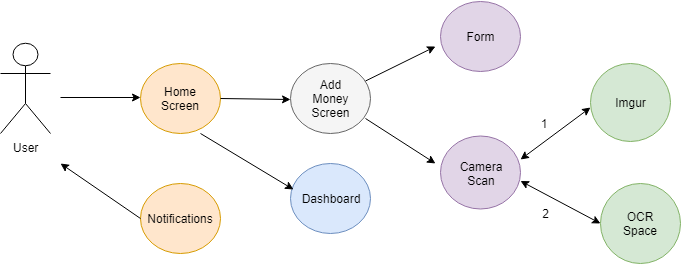 Form
Home
Screen
Add
Money
Screen
Imgur
1
User
Camera
Scan
Notifications
Dashboard
2
OCR
Space